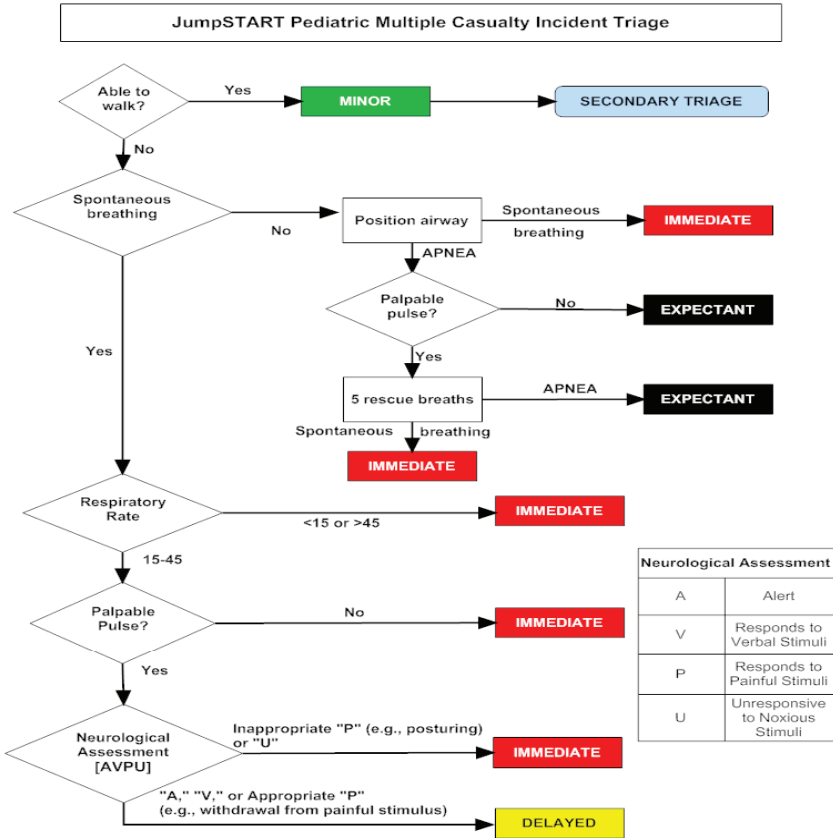 JumpSTART Pediatric Multiple Casualty Incident Triage
Able to
walk?
Yes
MINOR
SECONDARY TRIAGE
No
Spontaneous
breathing
No
Position airway
Spontaneous
breathing
IMMEDIATE
APNEA
Palpable
pulse?
No
EXPECTANT
Yes
Yes
5 rescue breaths
APNEA
EXPECTANT
Spontaneous breathing
IMMEDIATE
Respiratory
Rate
<15 or >45
IMMEDIATE
15-45
Palpable
Pulse?
No
IMMEDIATE
Yes
Neurological
Assessment
[AVPU]
Inappropriate "P" (e.g., posturing)
or "U"
IMMEDIATE
"A," "V," or Appropriate "P"
(e.g., withdrawal from painful stimulus)
DELAYED
Neurological Assessment
A Alert
V Responds to
Verbal Stimuli
P Responds to
Painful Stimuli
U Unresponsive
to Noxious
Stimuli